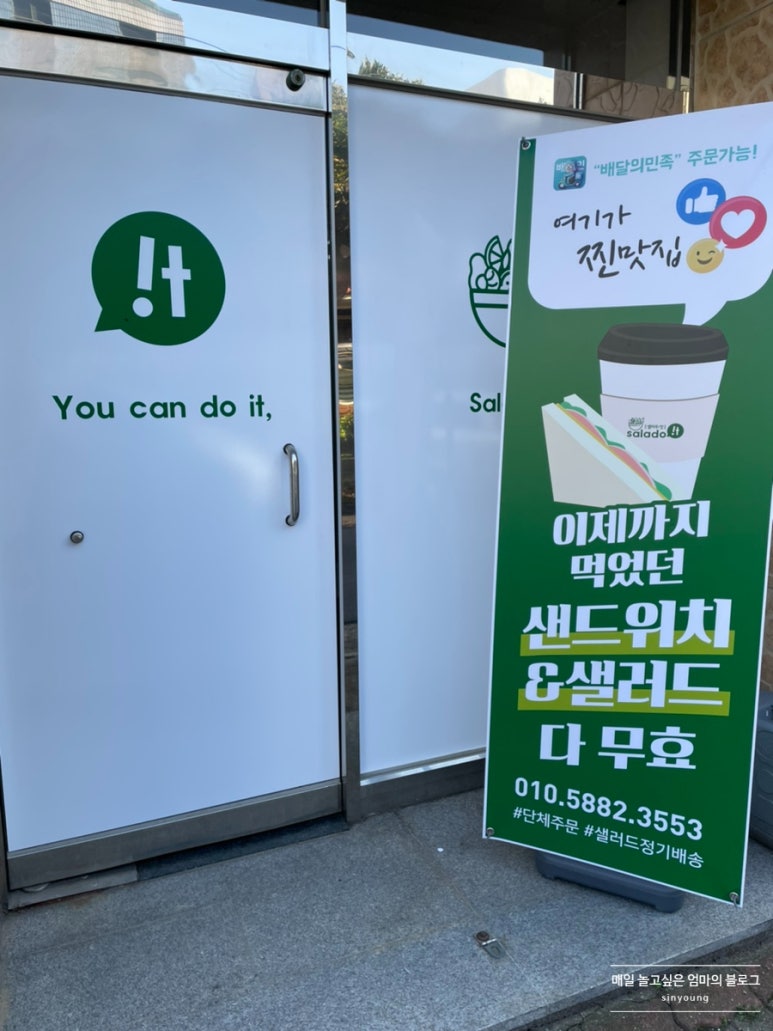 !t
You can do it,
Sal
"배달의민족" 주문가능!
여기가
찐맛집
salado !t
이제까지
먹었던
샌드위치
&샐러드
다 무효
010.5882.3553
#단체주문 #샐러드정기배송
매일 놀고싶은 엄마의 블로그
sinyoung